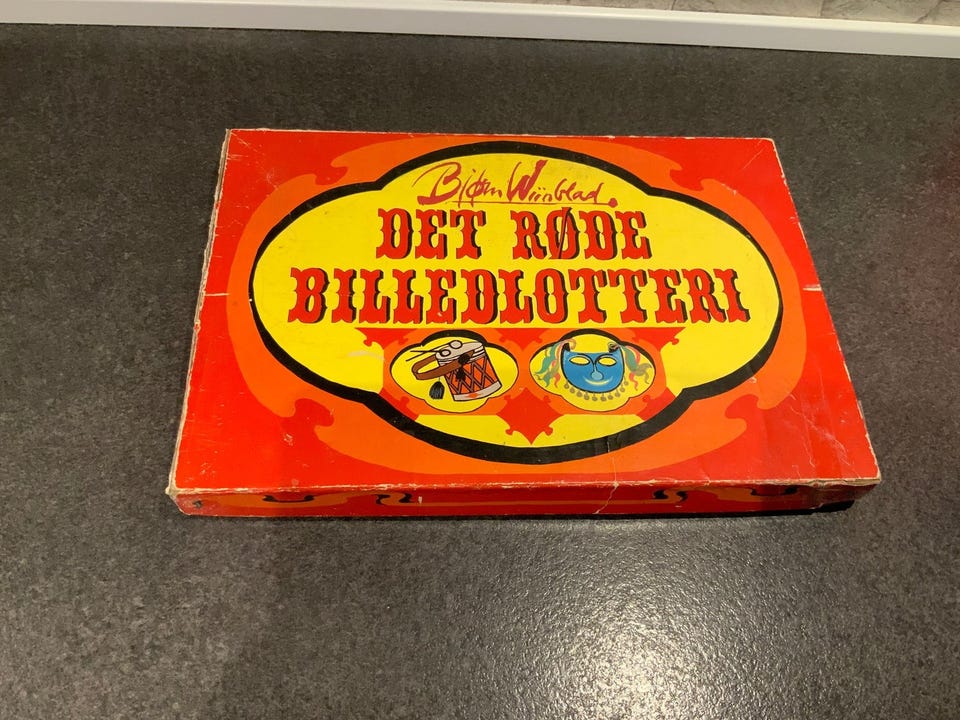 Bjørn Wiinblad.
DET RØDE
BILLEDLOTTERI